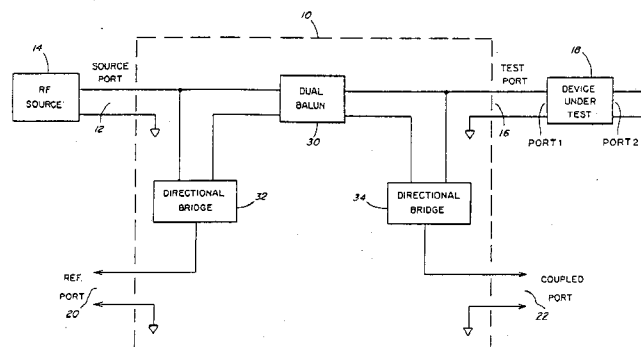 10
14
SOURCE
PORT
RF
SOURCE
12
DUAL
BALUN
30
TEST
PORT
16
18
DEVICE
UNDER
TEST
PORT 1
PORT 2
DIRECTIONAL
BRIDGE
32
34
DIRECTIONAL
BRIDGE
REF.
PORT
20
COUPLED
PORT
22